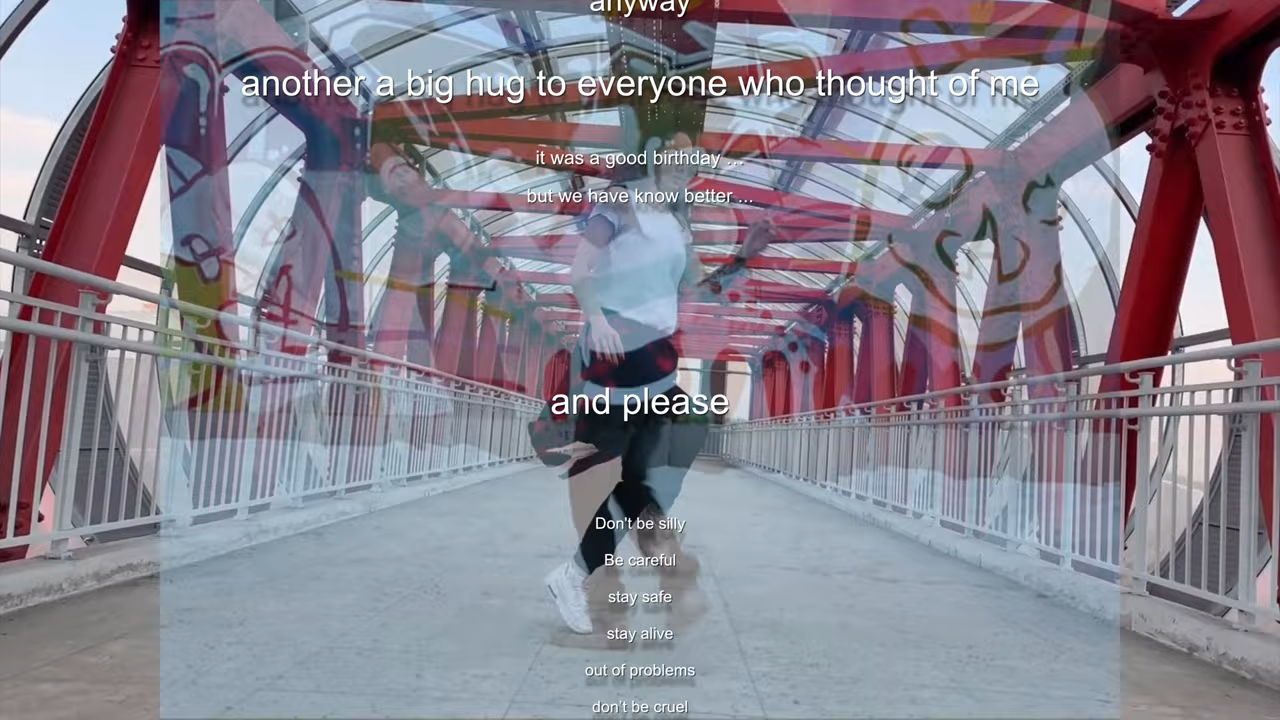 anyway
another a big hug to everyone who thought of me
it was a good birthday ...
but we have know better ...
and please
Don't be silly
Be careful
stay safe
stay alive
out of problems
don't be cruel